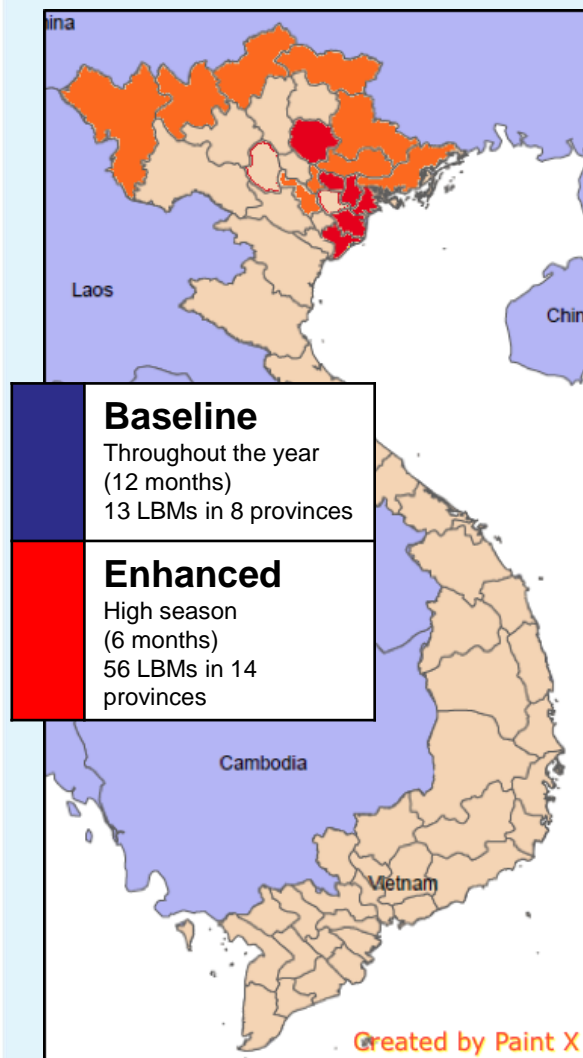 ina
Laos
Chin
Baseline
Throughout the year
(12 months)
13 LBMs in 8 provinces
Enhanced
High season
(6 months)
56 LBMs in 14
provinces
Cambodia
Vietnam
Created by Paint X